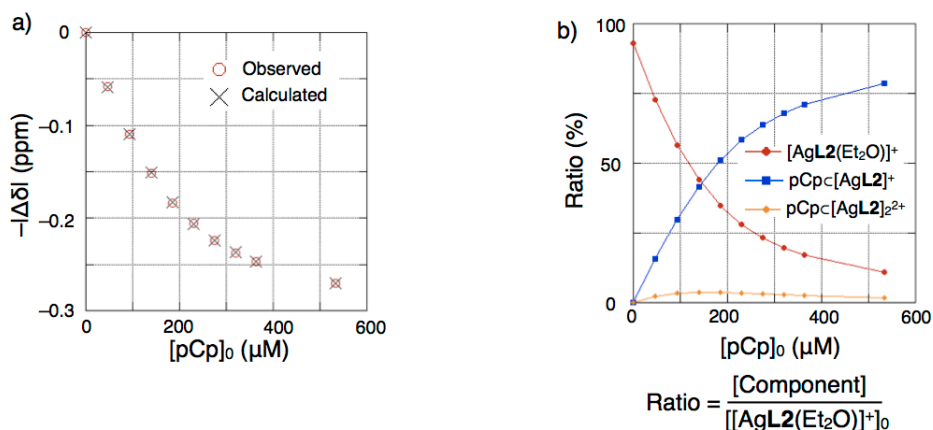 a)
0
−0.1
−0.2
−0.3
−|Δδ| (ppm)
Observed
Calculated
0 200 400 600
[pCp]₀ (μM)
b)
100
50
0
Ratio (%)
[AgL2(Et₂O)]⁺
pCp⊂[AgL2]⁺
pCp⊂[AgL2]₂²⁺
0 200 400 600
[pCp]₀ (μM)
Ratio = [Component]
[[AgL2(Et₂O)]⁺]₀